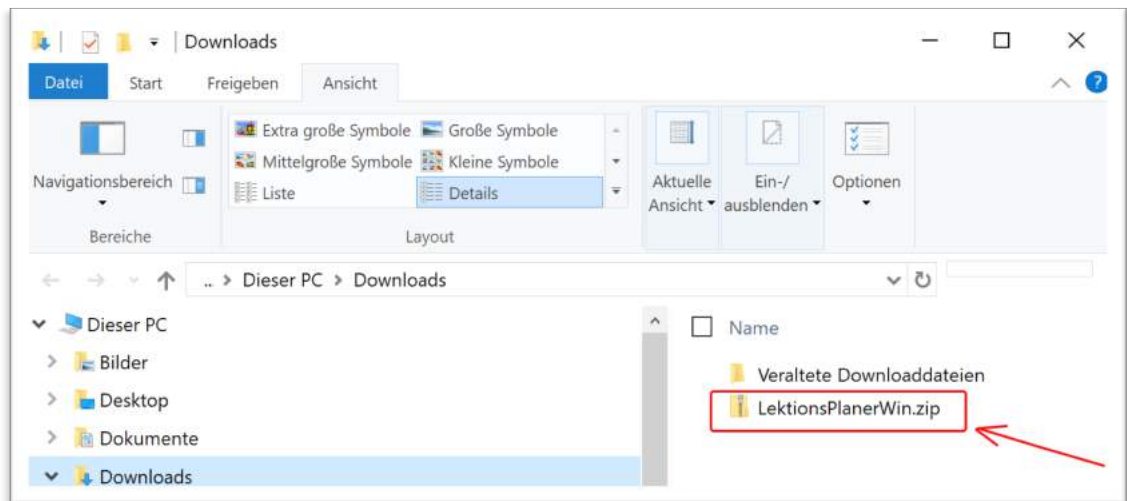 Downloads
Datei Start Freigeben Ansicht
Extra große Symbole Große Symbole
Mittelgroße Symbole Kleine Symbole
Liste Details
Navigationsbereich
Aktuelle Ansicht
Ein-/ausblenden
Optionen
Bereiche Layout
.. > Dieser PC > Downloads
Dieser PC
Bilder
Desktop
Dokumente
Downloads
Name
Veraltete Downloaddateien
LektionsPlanerWin.zip